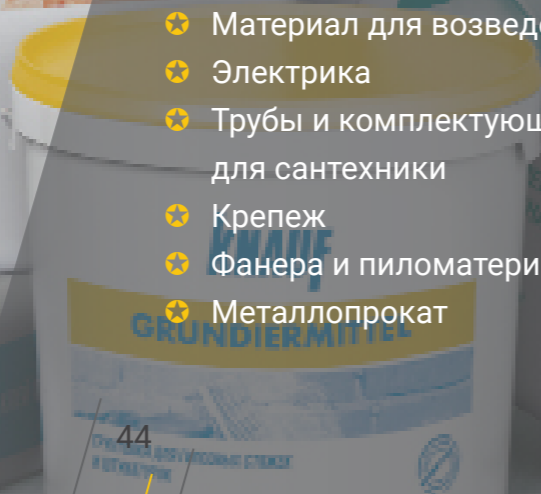 Материал для возвед
Электрика
Трубы и комплектующ
для сантехники
Крепеж
KNAUF
Фанера и пиломатери
Металлопрокат
GRUNDIERMITTEL
44